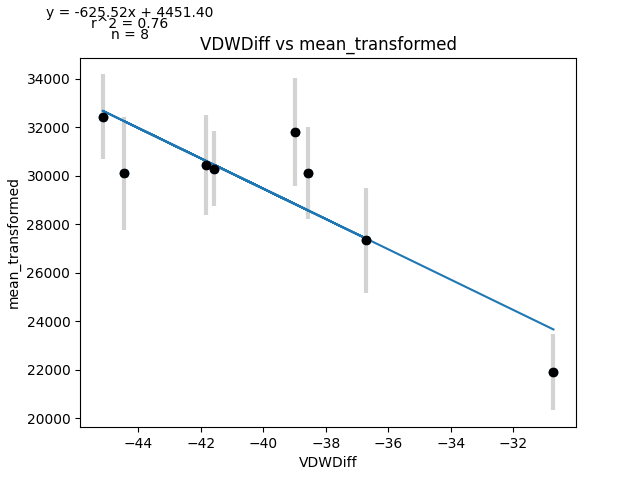 y = -625.52x + 4451.40
r^2 = 0.76
n = 8
VDWDiff vs mean_transformed
34000
32000
30000
28000
26000
24000
22000
20000
mean_transformed
−44
−42
−40
−38
−36
−34
−32
VDWDiff